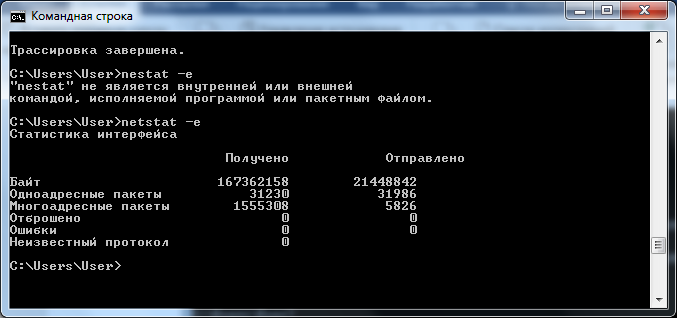 Командная строка
Трассировка завершена.
C:\Users\User>nestat -e
"nestat" не является внутренней или внешней
командой, исполняемой программой или пакетным файлом.
C:\Users\User>netstat -e
Статистика интерфейса
Получено Отправлено
Байт 167362158 21448842
Одноадресные пакеты 31230 31986
Многоадресные пакеты 1555308 5826
Отброшено 0 0
Ошибки 0 0
Неизвестный протокол 0
C:\Users\User>